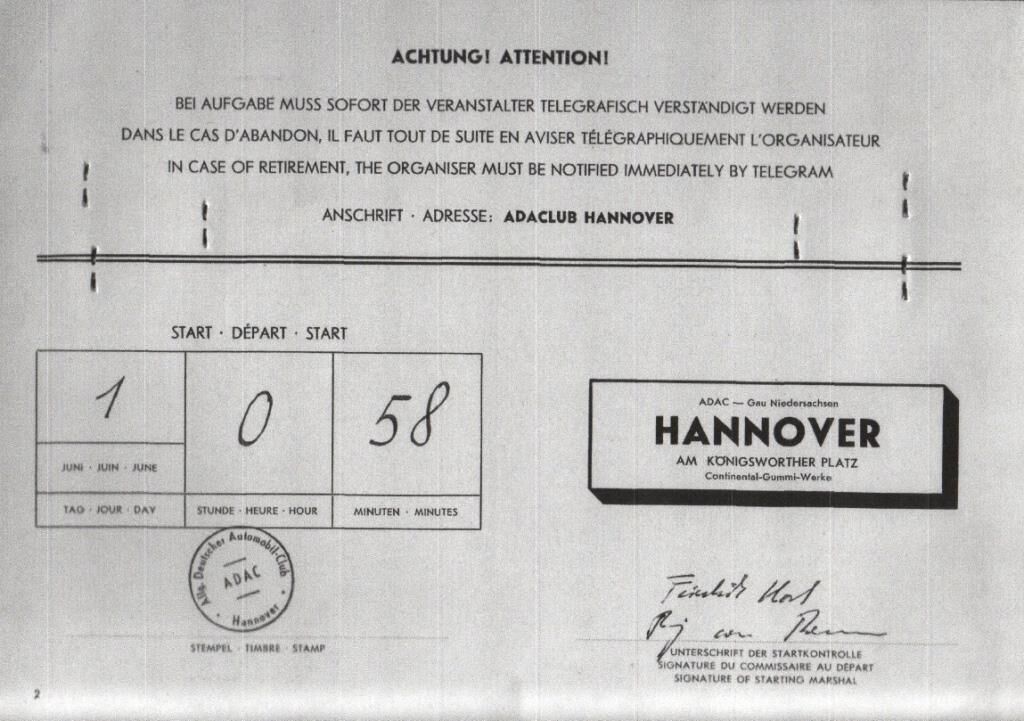 ACHTUNG! ATTENTION!
BEI AUFGABE MUSS SOFORT DER VERANSTALTER TELEGRAFISCH VERSTÄNDIGT WERDEN
DANS LE CAS D'ABANDON, IL FAUT TOUT DE SUITE EN AVISER TÉLÉGRAPHIQUEMENT L'ORGANISATEUR
IN CASE OF RETIREMENT, THE ORGANISER MUST BE NOTIFIED IMMEDIATELY BY TELEGRAM
ANSCHRIFT · ADRESSE: ADACLUB HANNOVER
START · DÉPART · START
1 0 58
JUNI · JUIN · JUNE
TAG · JOUR · DAY STUNDE · HEURE · HOUR MINUTEN · MINUTES
ADAC — Gau Niedersachsen
HANNOVER
AM KÖNIGSWORTHER PLATZ
Continental-Gummi-Werke
Allg. Deutscher Automobil-Club
ADAC
· Hannover ·
STEMPEL · TIMBRE · STAMP
UNTERSCHRIFT DER STARTKONTROLLE
SIGNATURE DU COMMISSAIRE AU DÉPART
SIGNATURE OF STARTING MARSHAL
2